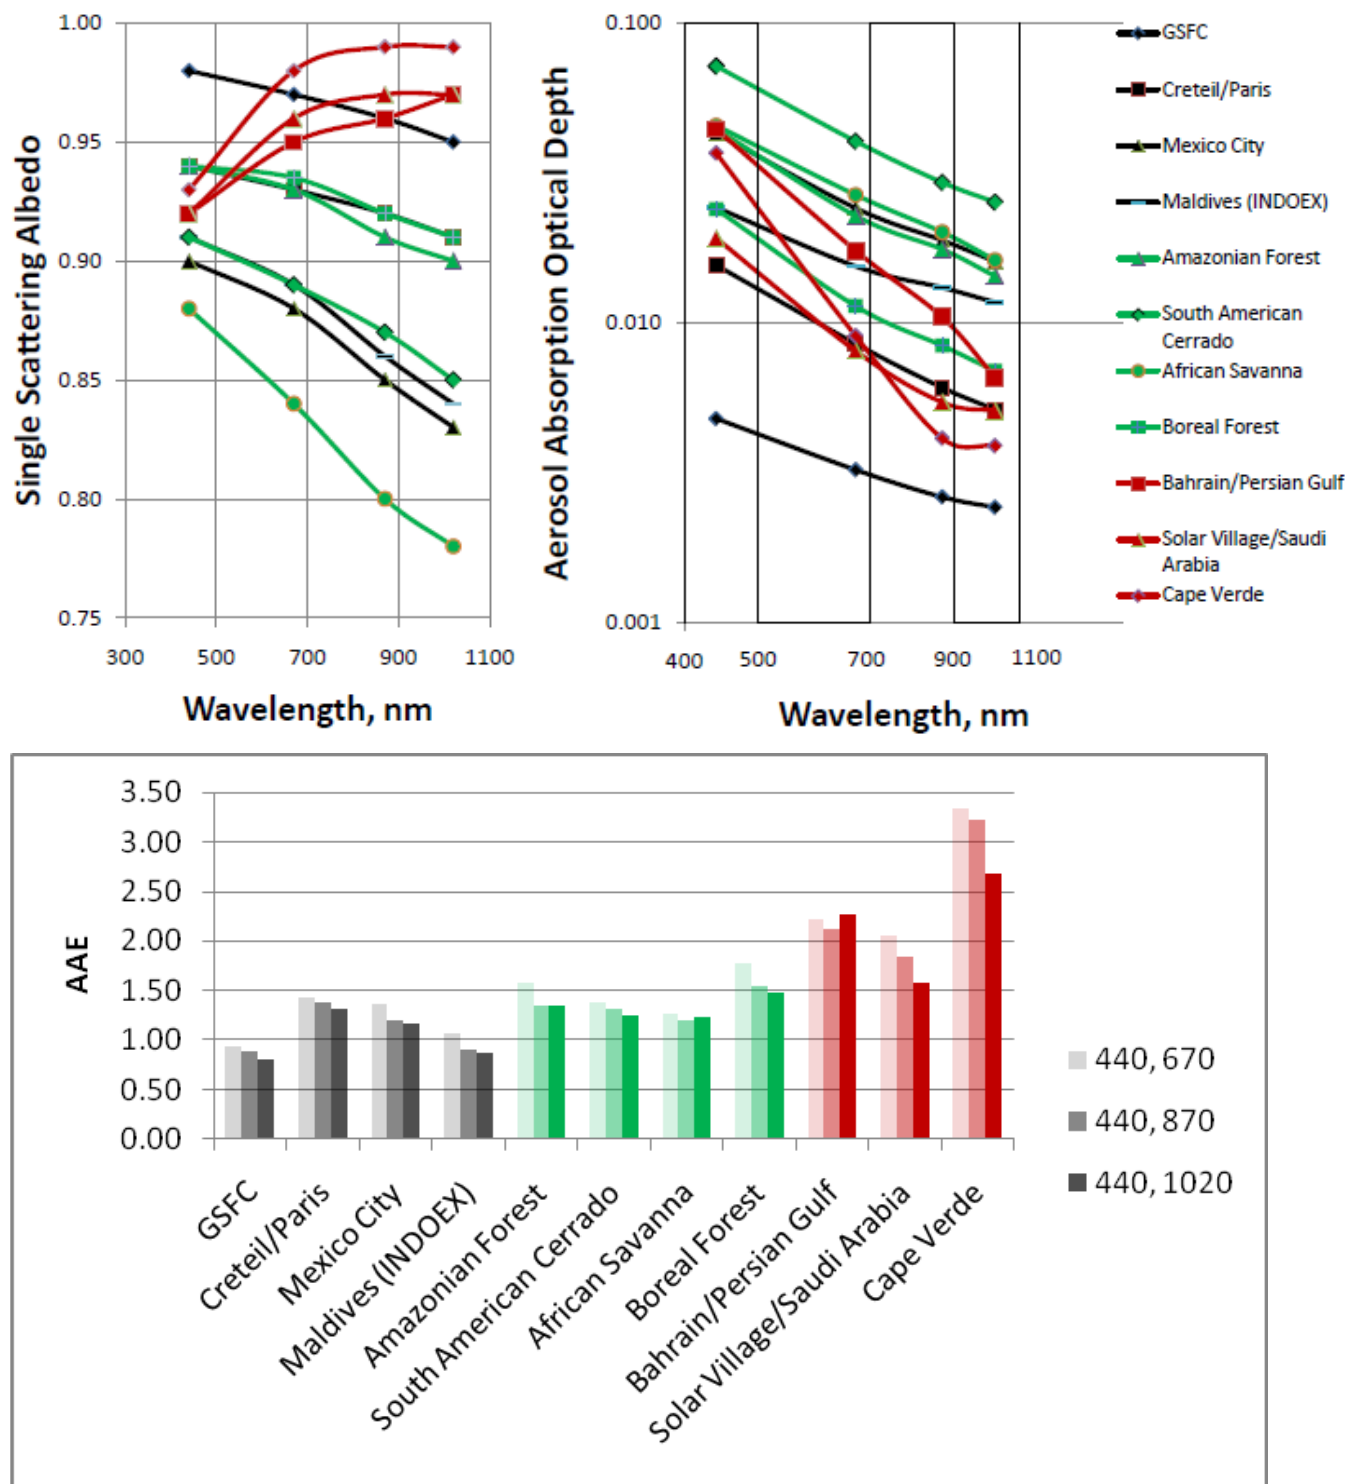 Single Scattering Albedo
1.00
0.95
0.90
0.85
0.80
0.75
300 500 700 900 1100
Wavelength, nm
Aerosol Absorption Optical Depth
0.100
0.010
0.001
400 500 700 900 1100
Wavelength, nm
GSFC
Creteil/Paris
Mexico City
Maldives (INDOEX)
Amazonian Forest
South American
Cerrado
African Savanna
Boreal Forest
Bahrain/Persian Gulf
Solar Village/Saudi
Arabia
Cape Verde
AAE
3.50
3.00
2.50
2.00
1.50
1.00
0.50
0.00
GSFC
Creteil/Paris
Mexico City
Maldives (INDOEX)
Amazonian Forest
South American Cerrado
African Savanna
Boreal Forest
Bahrain/Persian Gulf
Solar Village/Saudi Arabia
Cape Verde
440, 670
440, 870
440, 1020